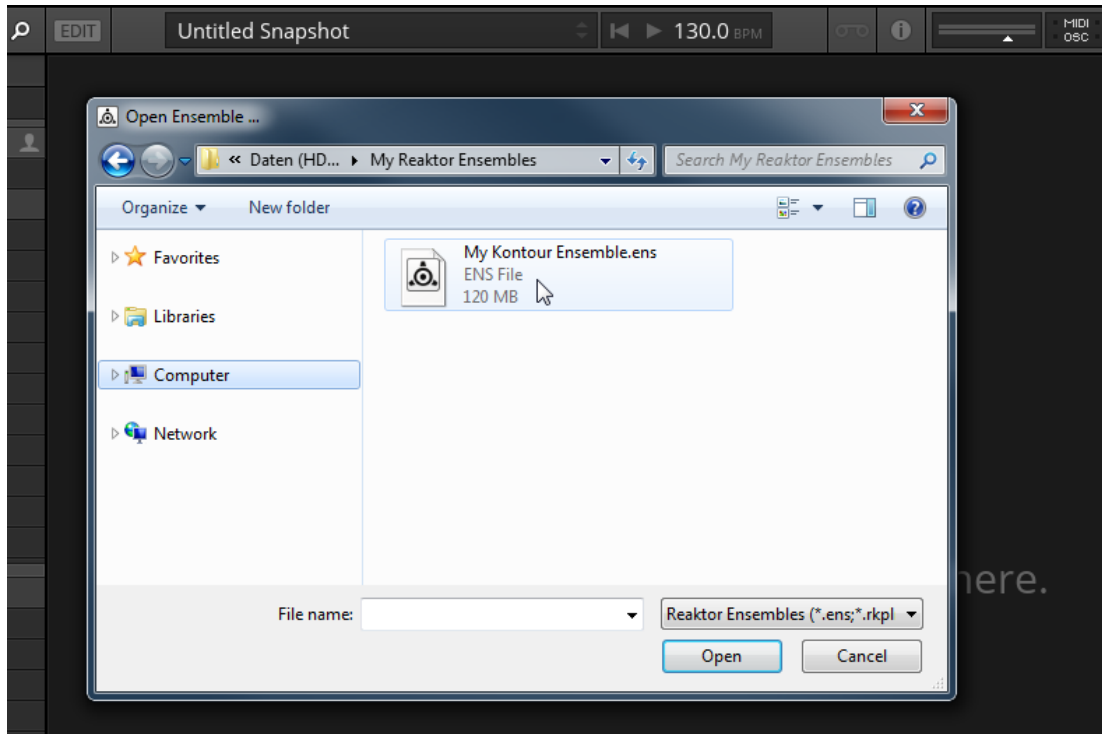 EDIT
Untitled Snapshot
130.0 BPM
i
MIDI
OSC
Open Ensemble ...
« Daten (HD... My Reaktor Ensembles
Search My Reaktor Ensembles
Organize
New folder
?
Favorites
Libraries
Computer
Network
My Kontour Ensemble.ens
ENS File
120 MB
here.
File name:
Reaktor Ensembles (*.ens;*.rkpl
Open
Cancel